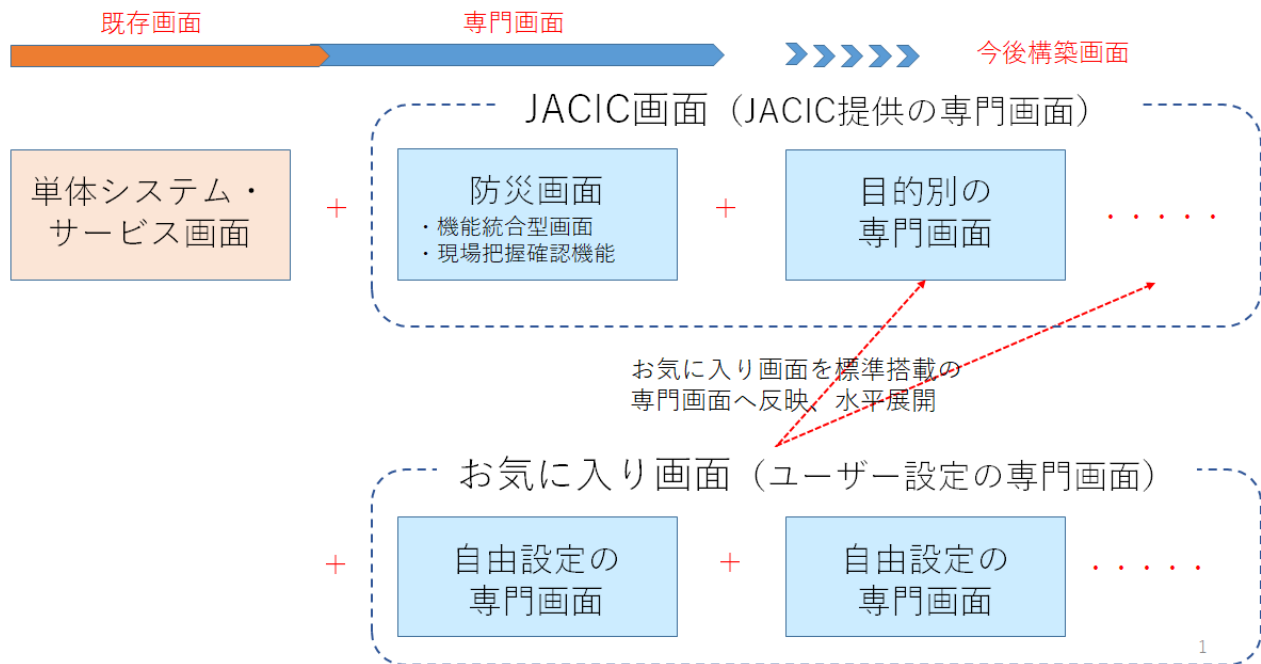 既存画面
専門画面
今後構築画面
JACIC画面（JACIC提供の専門画面）
単体システム・
サービス画面
+
防災画面
・機能統合型画面
・現場把握確認機能
+
目的別の
専門画面
・・・・・
お気に入り画面を標準搭載の
専門画面へ反映、水平展開
お気に入り画面（ユーザー設定の専門画面）
+
自由設定の
専門画面
+
自由設定の
専門画面
・・・・・
1